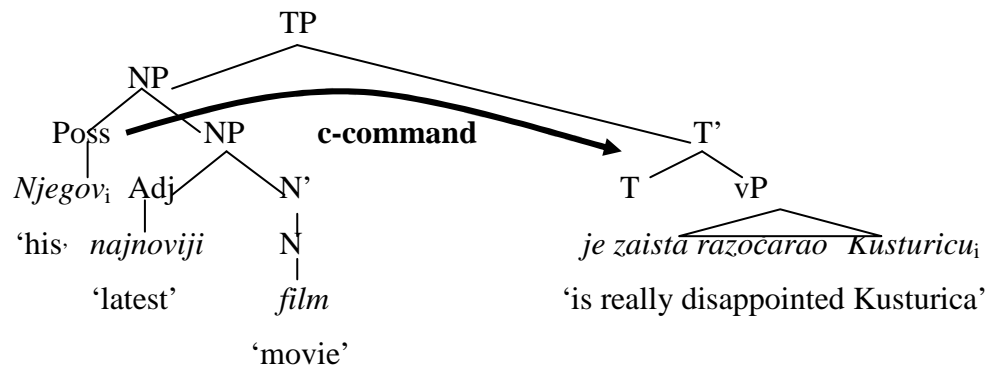 TP
NP
Poss NP c-command T’
Njegovi Adj N’ T vP
‘his’ najnoviji N je zaista razočarao Kusturicui
‘latest’ film ‘is really disappointed Kusturica’
‘movie’